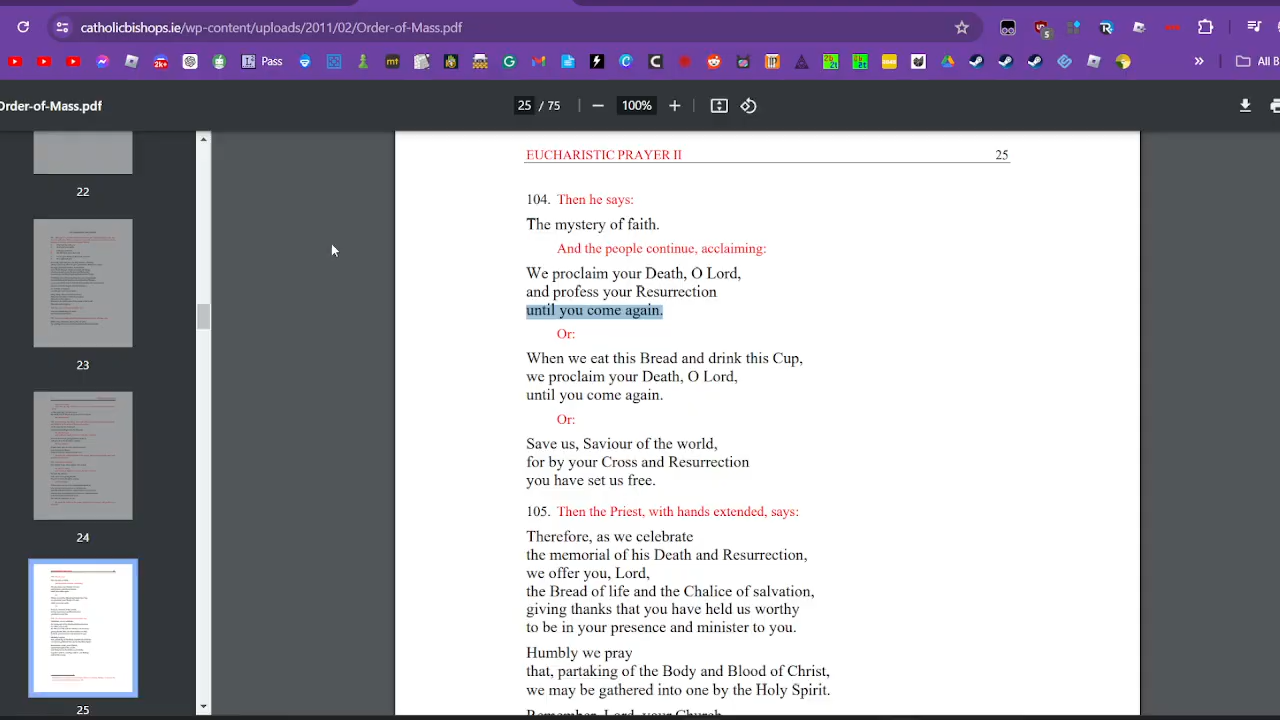 catholicbishops.ie/wp-content/uploads/2011/02/Order-of-Mass.pdf
Pass
All B
Order-of-Mass.pdf
25 / 75
100%
22
23
24
25
EUCHARISTIC PRAYER II 25
104. Then he says:
The mystery of faith.
And the people continue, acclaiming:
We proclaim your Death, O Lord,
and profess your Resurrection
until you come again.
Or:
When we eat this Bread and drink this Cup,
we proclaim your Death, O Lord,
until you come again.
Or:
Save us, Saviour of the world,
for by your Cross and Resurrection
you have set us free.
105. Then the Priest, with hands extended, says:
Therefore, as we celebrate
the memorial of his Death and Resurrection,
we offer you, Lord,
the Bread of life and the Chalice of salvation,
giving thanks that you have held us worthy
to be in your presence and minister to you.
Humbly we pray
that, partaking of the Body and Blood of Christ,
we may be gathered into one by the Holy Spirit.
Remember, Lord, your Church,